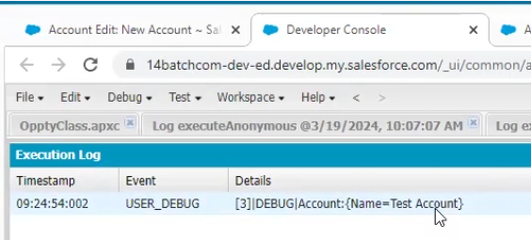 Account Edit: New Account ~ Sal
Developer Console
14batchcom-dev-ed.develop.my.salesforce.com/_ui/common/a
File Edit Debug Test Workspace Help < >
OpptyClass.apxc Log executeAnonymous @3/19/2024, 10:07:07 AM Log ex
Execution Log
Timestamp Event Details
09:24:54:002 USER_DEBUG [3]|DEBUG|Account:{Name=Test Account}